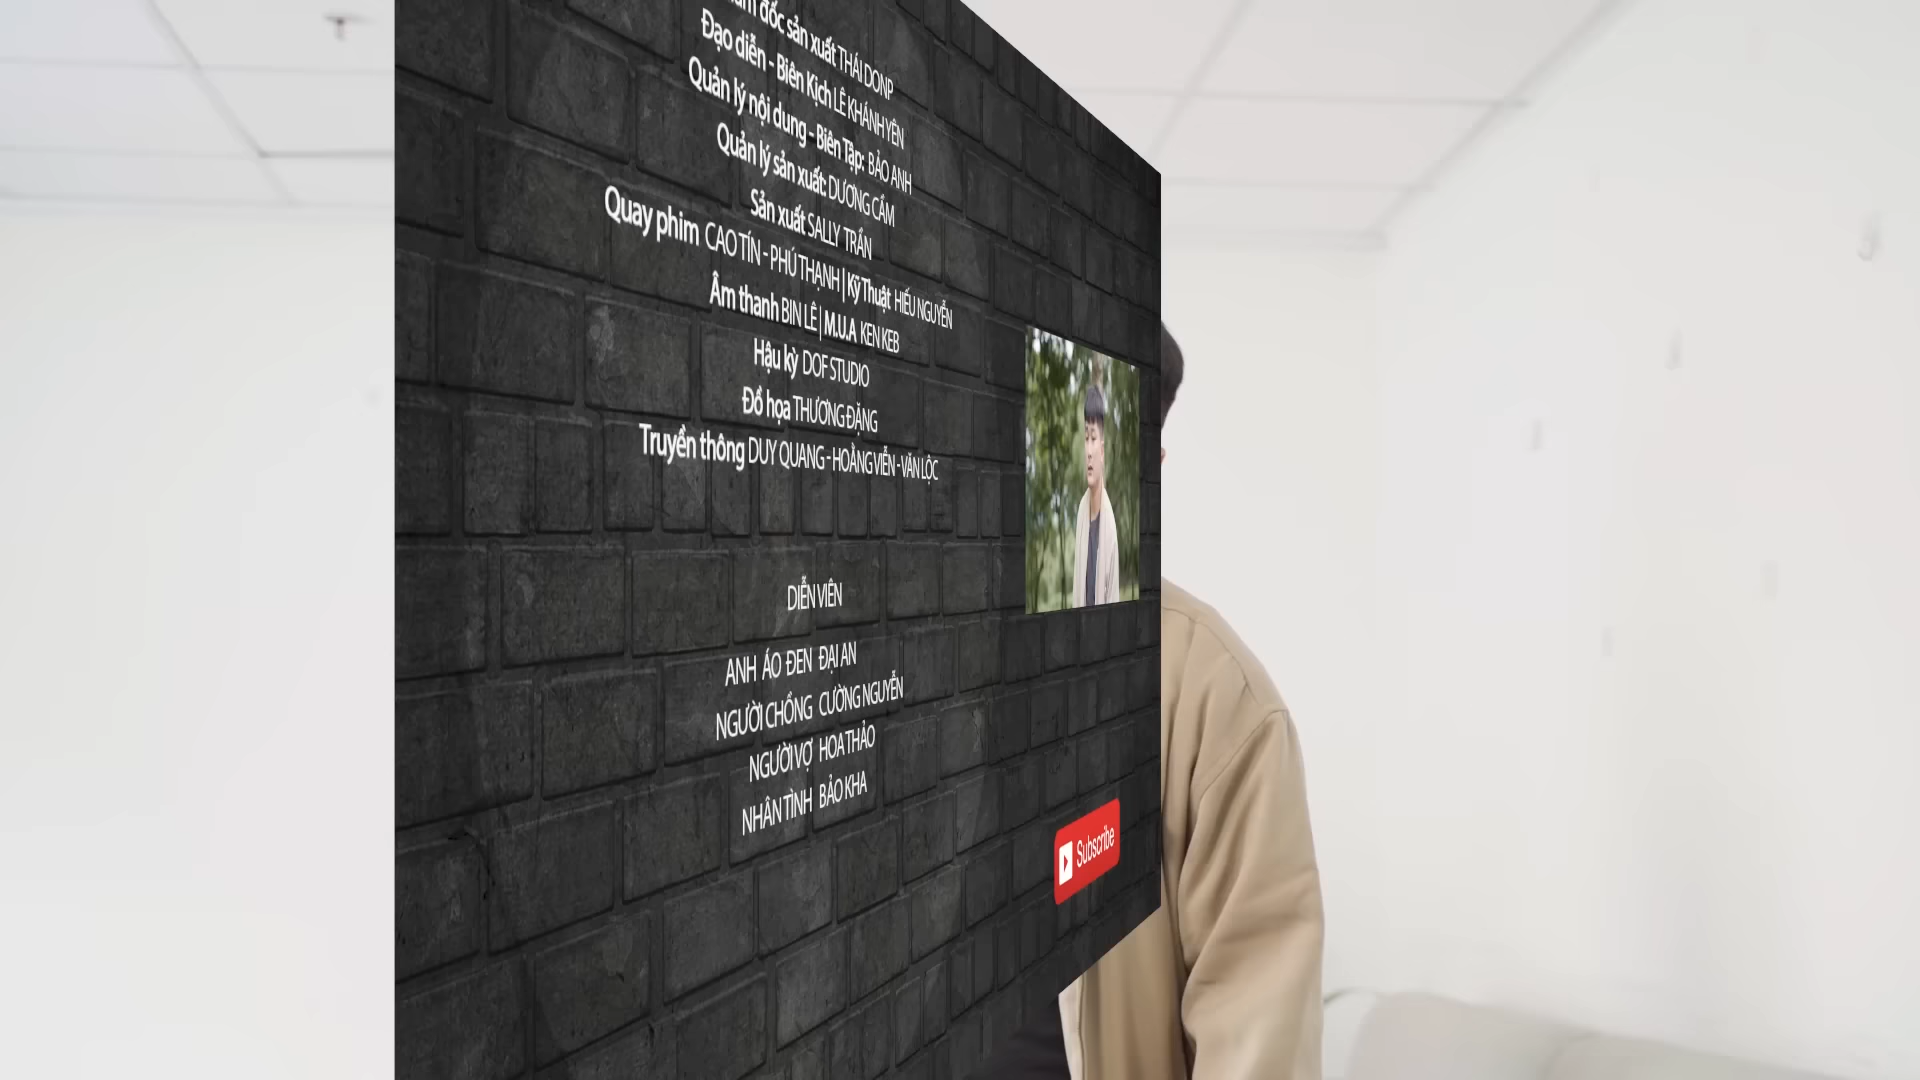 đốc sản xuất THÁI DONP
Đạo diễn - Biên Kịch LÊ KHÁNH YÊN
Quản lý nội dung - Biên Tập: BẢO ANH
Quản lý sản xuất: DƯƠNG CẦM
Sản xuất SALLY TRẦN
Quay phim CAO TÍN - PHÚ THẠNH | Kỹ Thuật HIẾU NGUYỄN
Âm thanh BIN LÊ | M.U.A KEN KEB
Hậu kỳ DOF STUDIO
Đồ họa THƯƠNG ĐẶNG
Truyền thông DUY QUANG - HOẰNG VIỄN - VĂN LỘC
DIỄN VIÊN
ANH ÁO ĐEN ĐẠI AN
NGƯỜI CHỒNG CƯỜNG NGUYỄN
NGƯỜI VỢ HOA THẢO
NHÂN TÌNH BẢO KHA
Subscribe